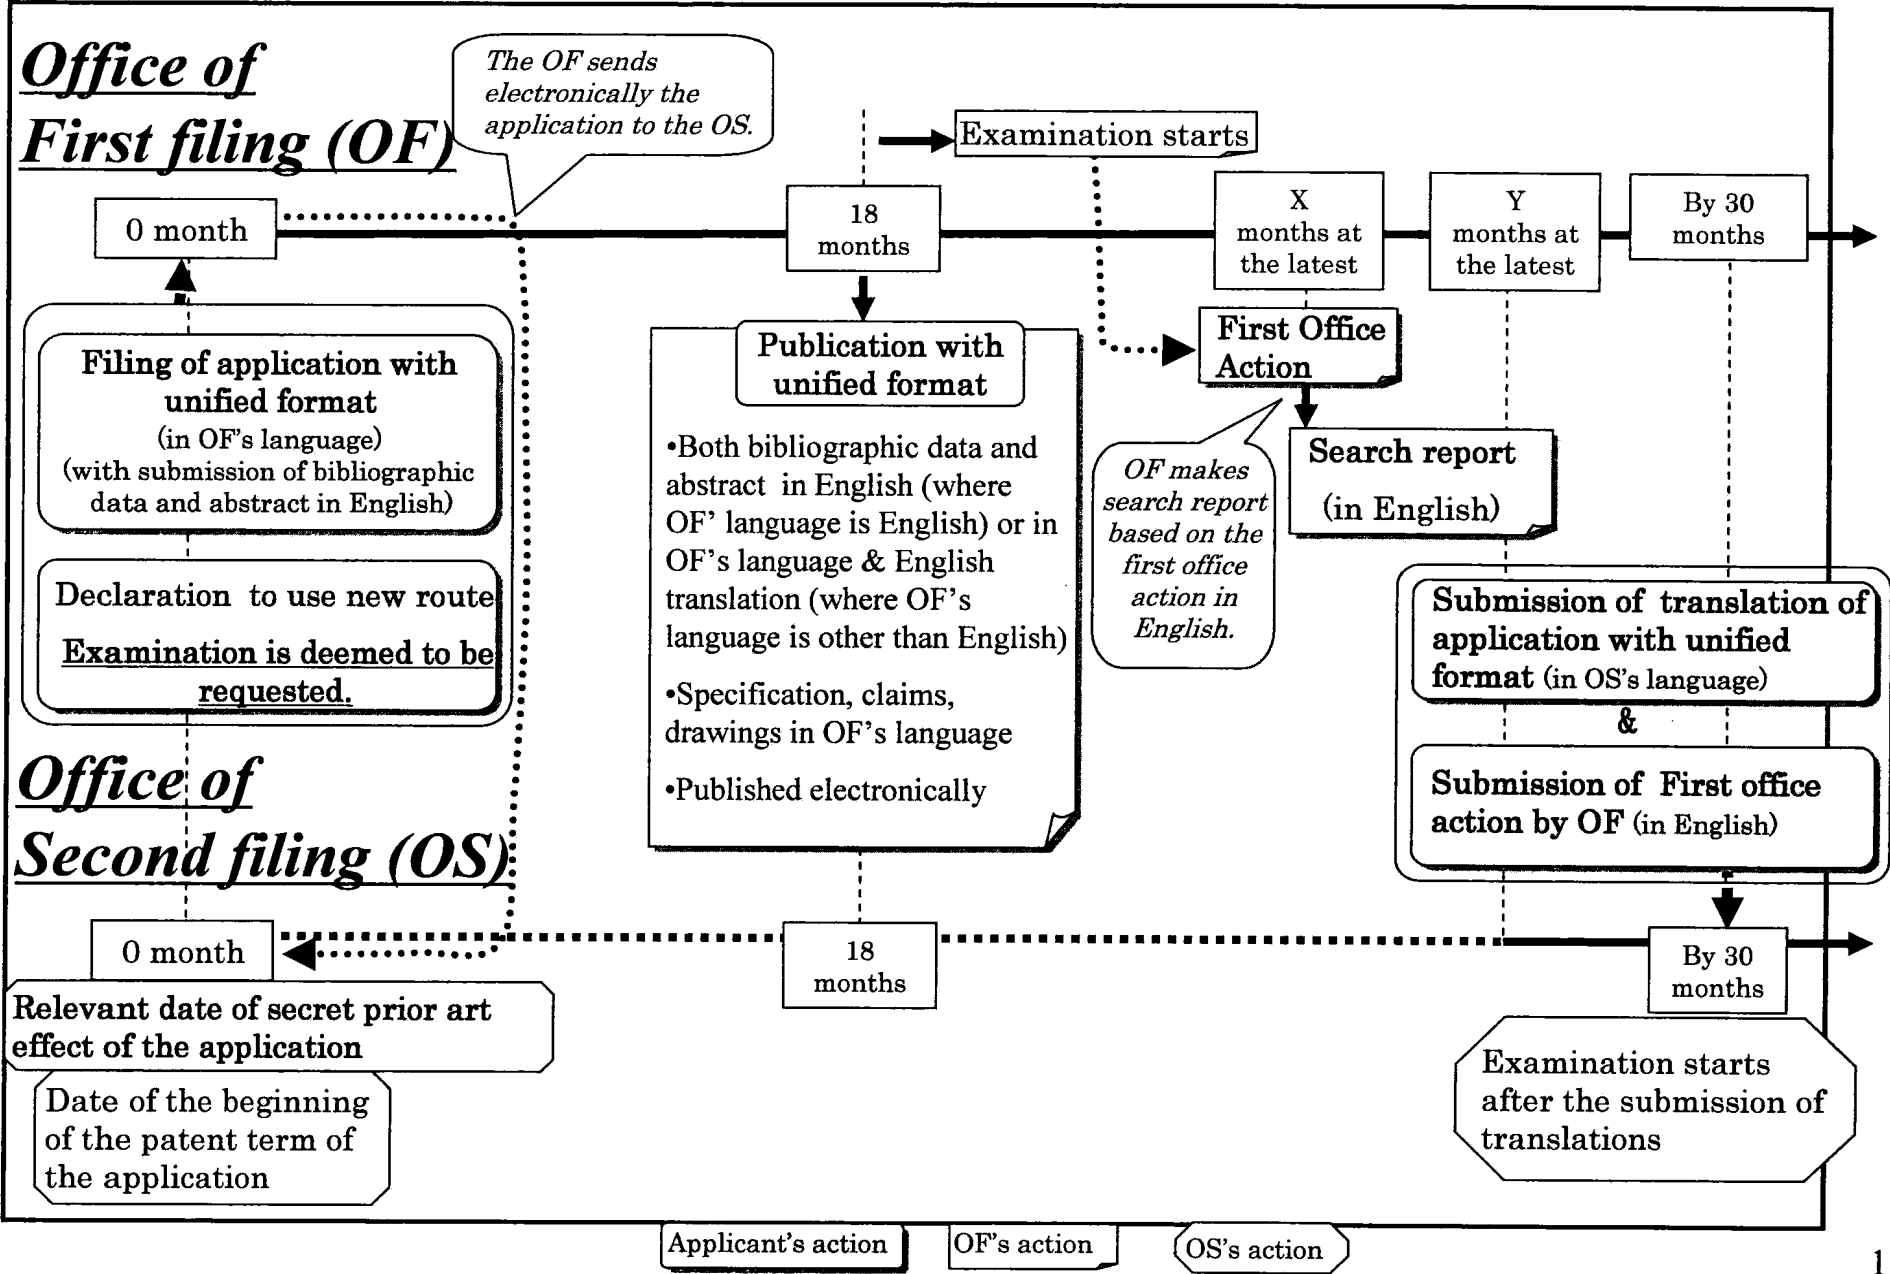 Office of
First filing (OF)
The OF sends
electronically the
application to the OS.
Examination starts
0 month
18
months
X
months at
the latest
Y
months at
the latest
By 30
months
Filing of application with
unified format
(in OF's language)
(with submission of bibliographic
data and abstract in English)
Declaration to use new route
Examination is deemed to be
requested.
Publication with
unified format
•Both bibliographic data and
abstract in English (where
OF' language is English) or in
OF's language & English
translation (where OF's
language is other than English)
•Specification, claims,
drawings in OF's language
•Published electronically
First Office
Action
OF makes
search report
based on the
first office
action in
English.
Search report
(in English)
Submission of translation of
application with unified
format (in OS's language)
&
Submission of First office
action by OF (in English)
Office of
Second filing (OS)
0 month
18
months
By 30
months
Relevant date of secret prior art
effect of the application
Date of the beginning
of the patent term of
the application
Examination starts
after the submission of
translations
Applicant's action
OF's action
OS's action
1